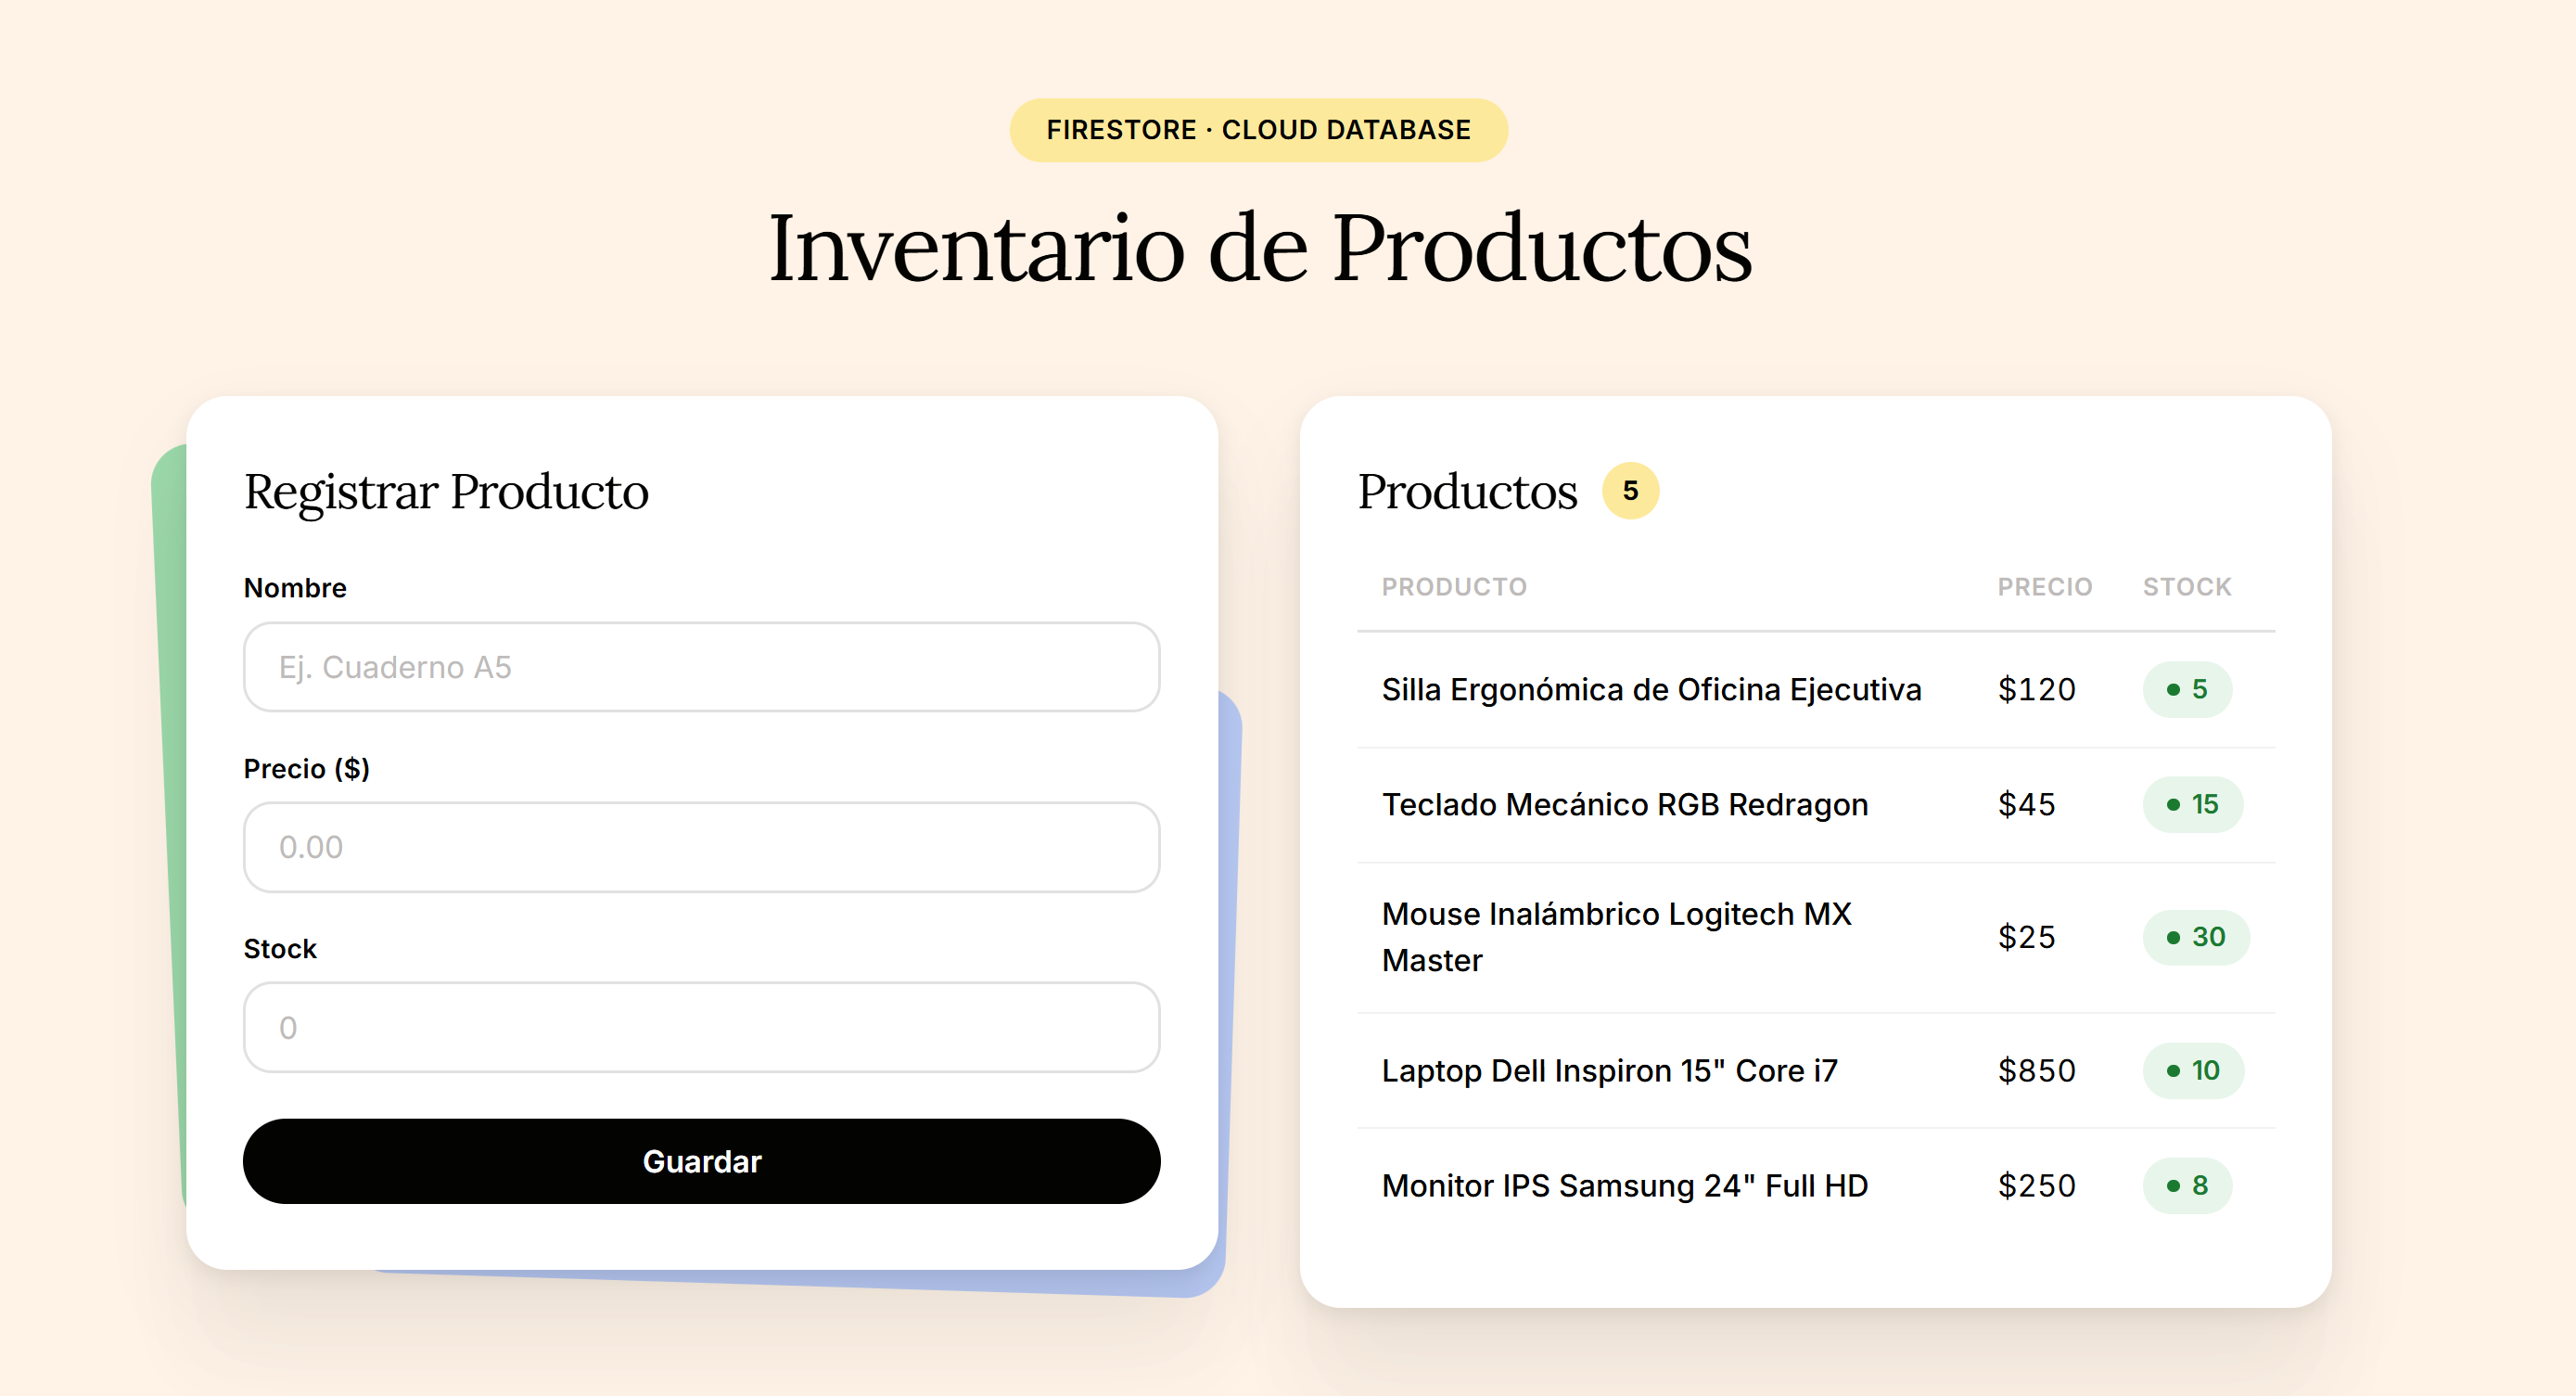 FIRESTORE · CLOUD DATABASE
Inventario de Productos
Registrar Producto
Nombre
Ej. Cuaderno A5
Precio ($)
0.00
Stock
0
Guardar
Productos 5
PRODUCTO PRECIO STOCK
Silla Ergonómica de Oficina Ejecutiva $120 5
Teclado Mecánico RGB Redragon $45 15
Mouse Inalámbrico Logitech MX
Master $25 30
Laptop Dell Inspiron 15" Core i7 $850 10
Monitor IPS Samsung 24" Full HD $250 8